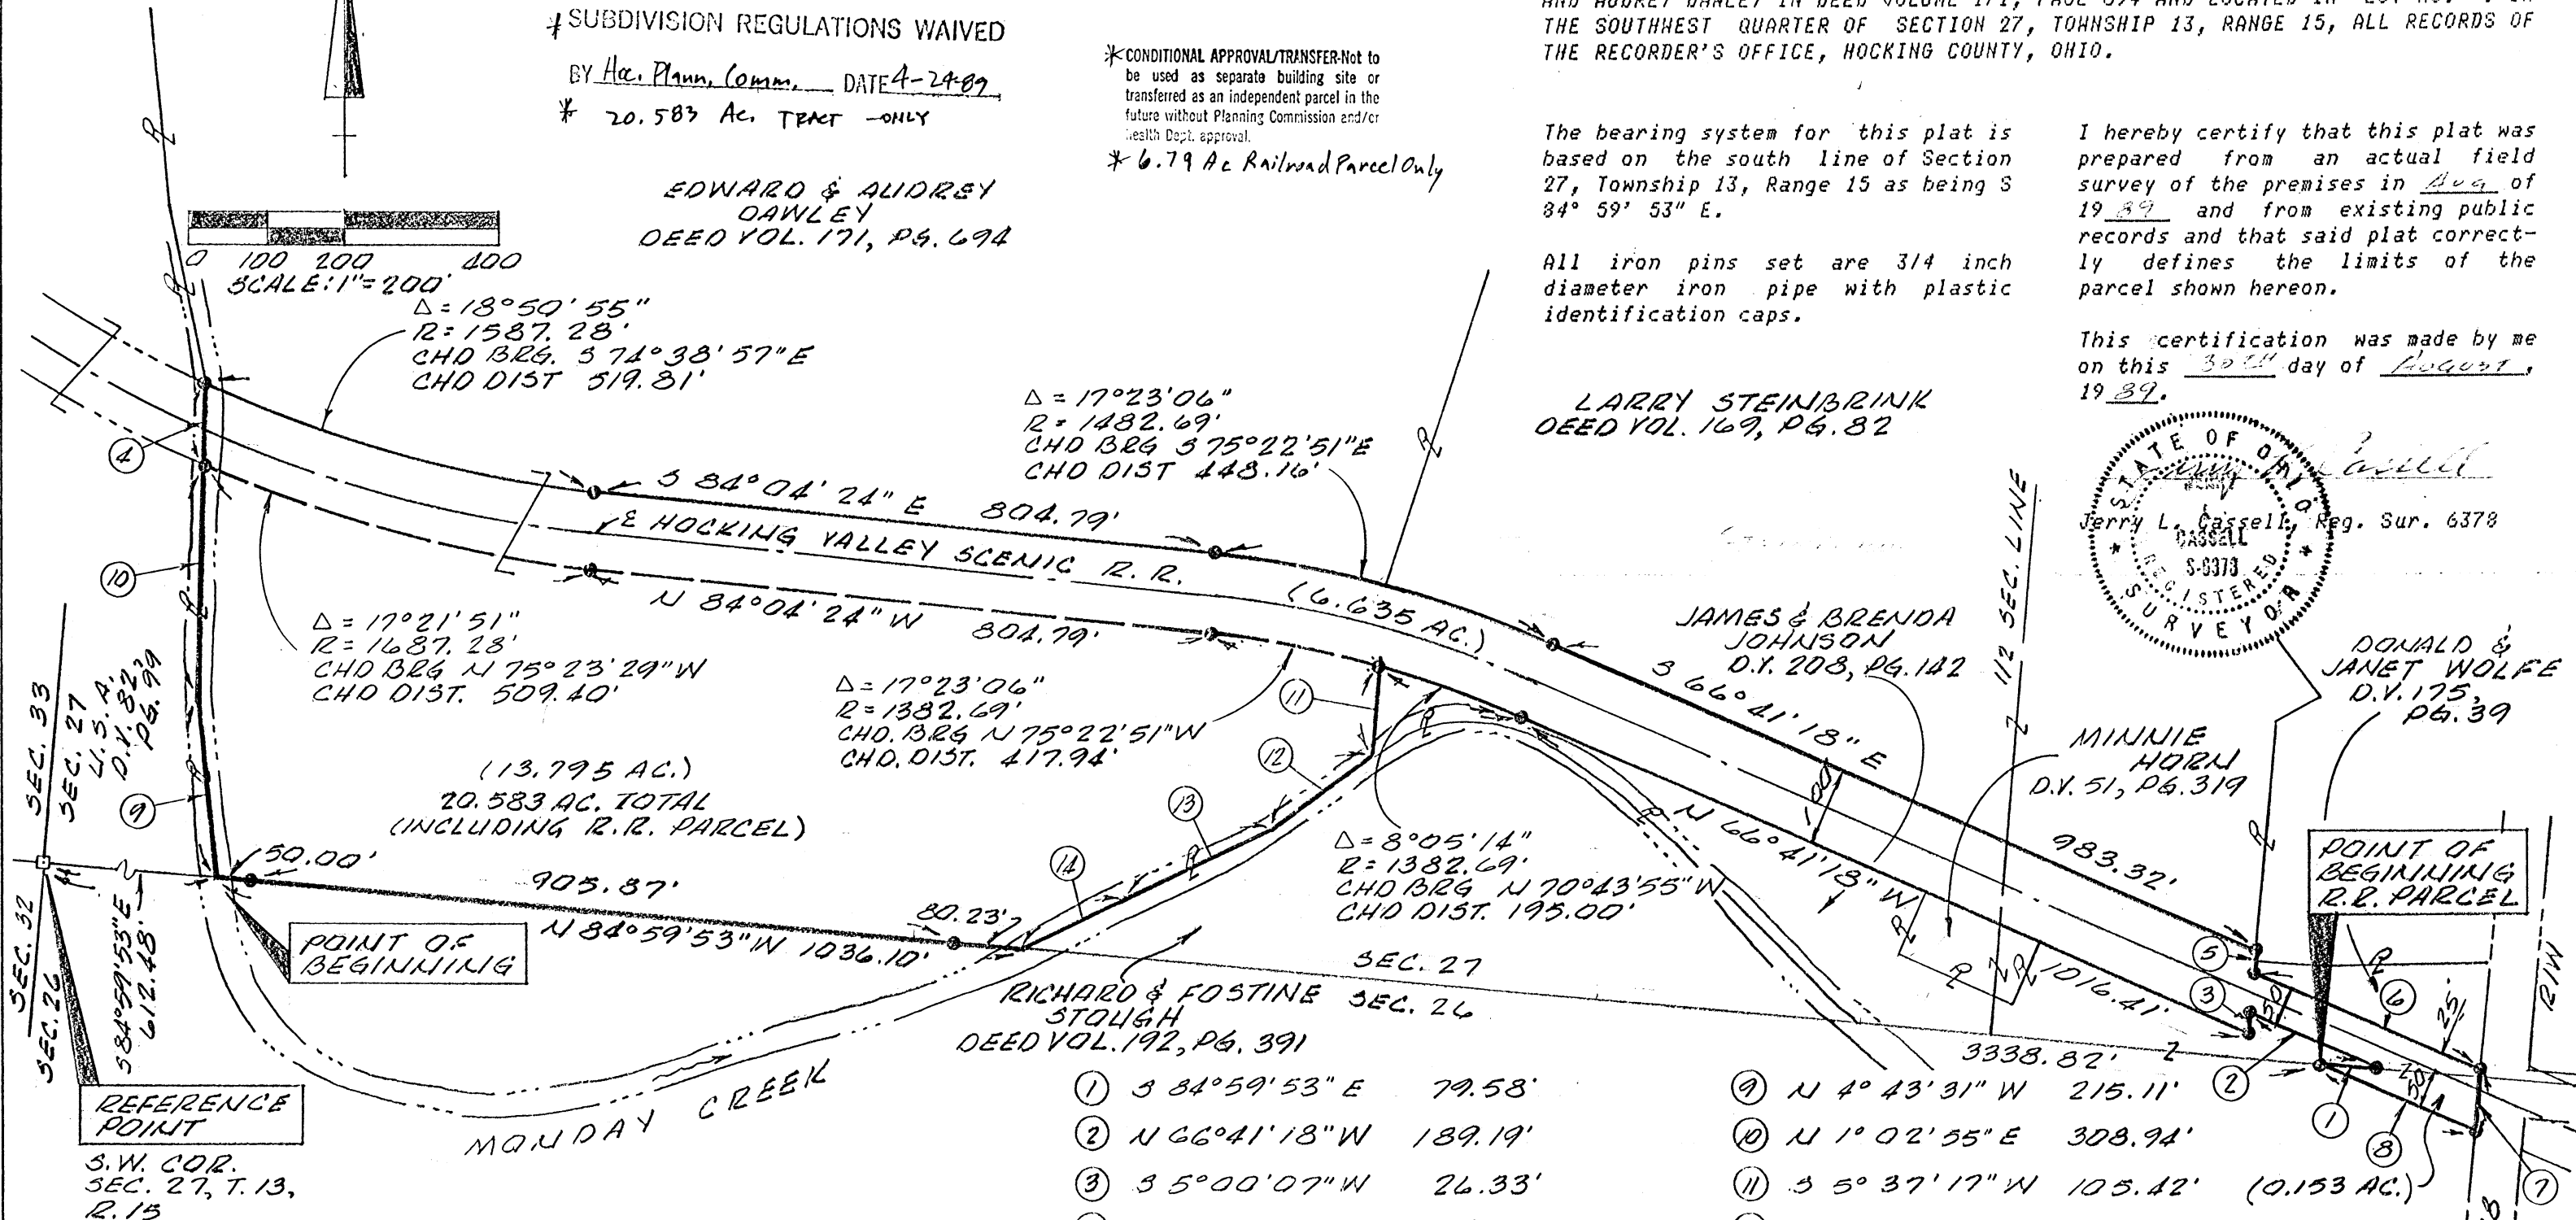 SUBDIVISION REGULATIONS WAIVED
BY Hoc. Plann. Comm. DATE 4-24-89
* 20.583 Ac. TRACT -ONLY
*CONDITIONAL APPROVAL/TRANSFER-Not to
be used as separate building site or
transferred as an independent parcel in the
future without Planning Commission and/or
Health Dept. approval.
* 6.79 Ac Railroad Parcel Only
THE SOUTHWEST QUARTER OF SECTION 27, TOWNSHIP 13, RANGE 15, ALL RECORDS OF
THE RECORDER'S OFFICE, HOCKING COUNTY, OHIO.
The bearing system for this plat is
based on the south line of Section
27, Township 13, Range 15 as being S
84° 59' 53" E.
All iron pins set are 3/4 inch
diameter iron pipe with plastic
identification caps.
I hereby certify that this plat was
prepared from an actual field
survey of the premises in Aug of
19 89 and from existing public
records and that said plat correct-
ly defines the limits of the
parcel shown hereon.
This certification was made by me
on this 30th day of August,
19 89.
STATE OF OHIO
CASSELL
S-6378
REGISTERED
SURVEYOR
Jerry L. Cassell, Reg. Sur. 6378
EDWARD & AUDREY
DAWLEY
DEED VOL. 171, PG. 694
0 100 200 400
SCALE: 1"=200'
Δ = 18°50'55"
R= 1587.28'
CHD BRG. S 74°38'57"E
CHD DIST 519.81'
Δ = 17°23'06"
R= 1482.69'
CHD BRG S 75°22'51"E
CHD DIST 448.16'
LARRY STEINBRINK
DEED VOL. 169, PG. 82
4
S 84°04'24" E 804.79'
℄ HOCKING VALLEY SCENIC R.R.
(6.635 AC.)
N 84°04'24" W 804.79'
10
Δ = 17°21'51"
R= 1687.28'
CHD BRG N 75°23'29"W
CHD DIST. 509.40'
Δ = 17°23'06"
R= 1382.69'
CHD. BRG N 75°22'51"W
CHD. DIST. 417.94'
11
12
13
14
JAMES & BRENDA
JOHNSON
D.V. 208, PG. 142
1/2 SEC. LINE
S 66°41'18" E
983.32'
100'
N 66°41'18" W
1016.41'
MINNIE
HORN
D.V. 51, PG. 319
DONALD &
JANET WOLFE
D.V. 175,
PG. 39
POINT OF
BEGINNING
R.R. PARCEL
R/W
SEC. 33
SEC. 27
U.S.A.
D.V. 82,
PG. 99
9
(13.795 AC.)
20.583 AC. TOTAL
(INCLUDING R.R. PARCEL)
50.00'
905.87'
80.23'
N 84°59'53"W 1036.10'
POINT OF
BEGINNING
Δ = 8°05'14"
R= 1382.69'
CHD BRG N 70°43'55"W
CHD DIST. 195.00'
SEC. 32
SEC. 26
S84°59'53"E
612.48'
REFERENCE
POINT
S.W. COR.
SEC. 27, T.13,
R.15
MONDAY CREEK
RICHARD & FOSTINE
STOUGH
DEED VOL. 192, PG. 391
SEC. 27
SEC. 26
3338.82'
5
3
50'
6
25'
2
1
50'
8
7
(0.153 AC.)
1 S 84°59'53" E 79.58'
2 N 66°41'18" W 189.19'
3 S 5°00'07" W 26.33'
9 N 4°43'31" W 215.11'
10 N 1°02'55" E 308.94'
11 S 5°37'17" W 105.42'